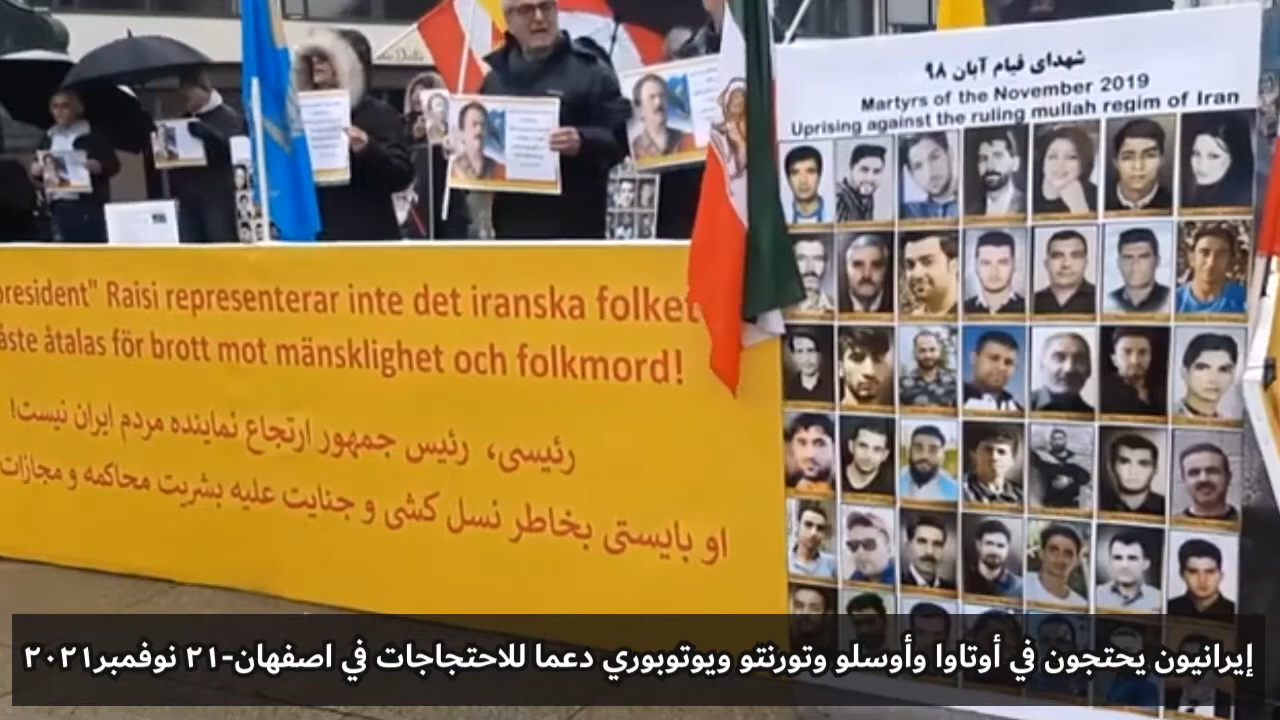 شهدای قیام آبان ۹۸
Martyrs of the November 2019
Uprising against the ruling mullah regim of Iran
president" Raisi representerar inte det iranska folket
åste åtalas för brott mot mänsklighet och folkmord!
رئیسی، رئیس جمهور ارتجاع نماینده مردم ایران نیست!
او بایستی بخاطر نسل کشی و جنایت علیه بشریت محاکمه و مجازات
إيرانيون يحتجون في أوتاوا وأوسلو وتورنتو ويوتوبوري دعما للاحتجاجات في اصفهان-٢١ نوفمبر٢٠٢١